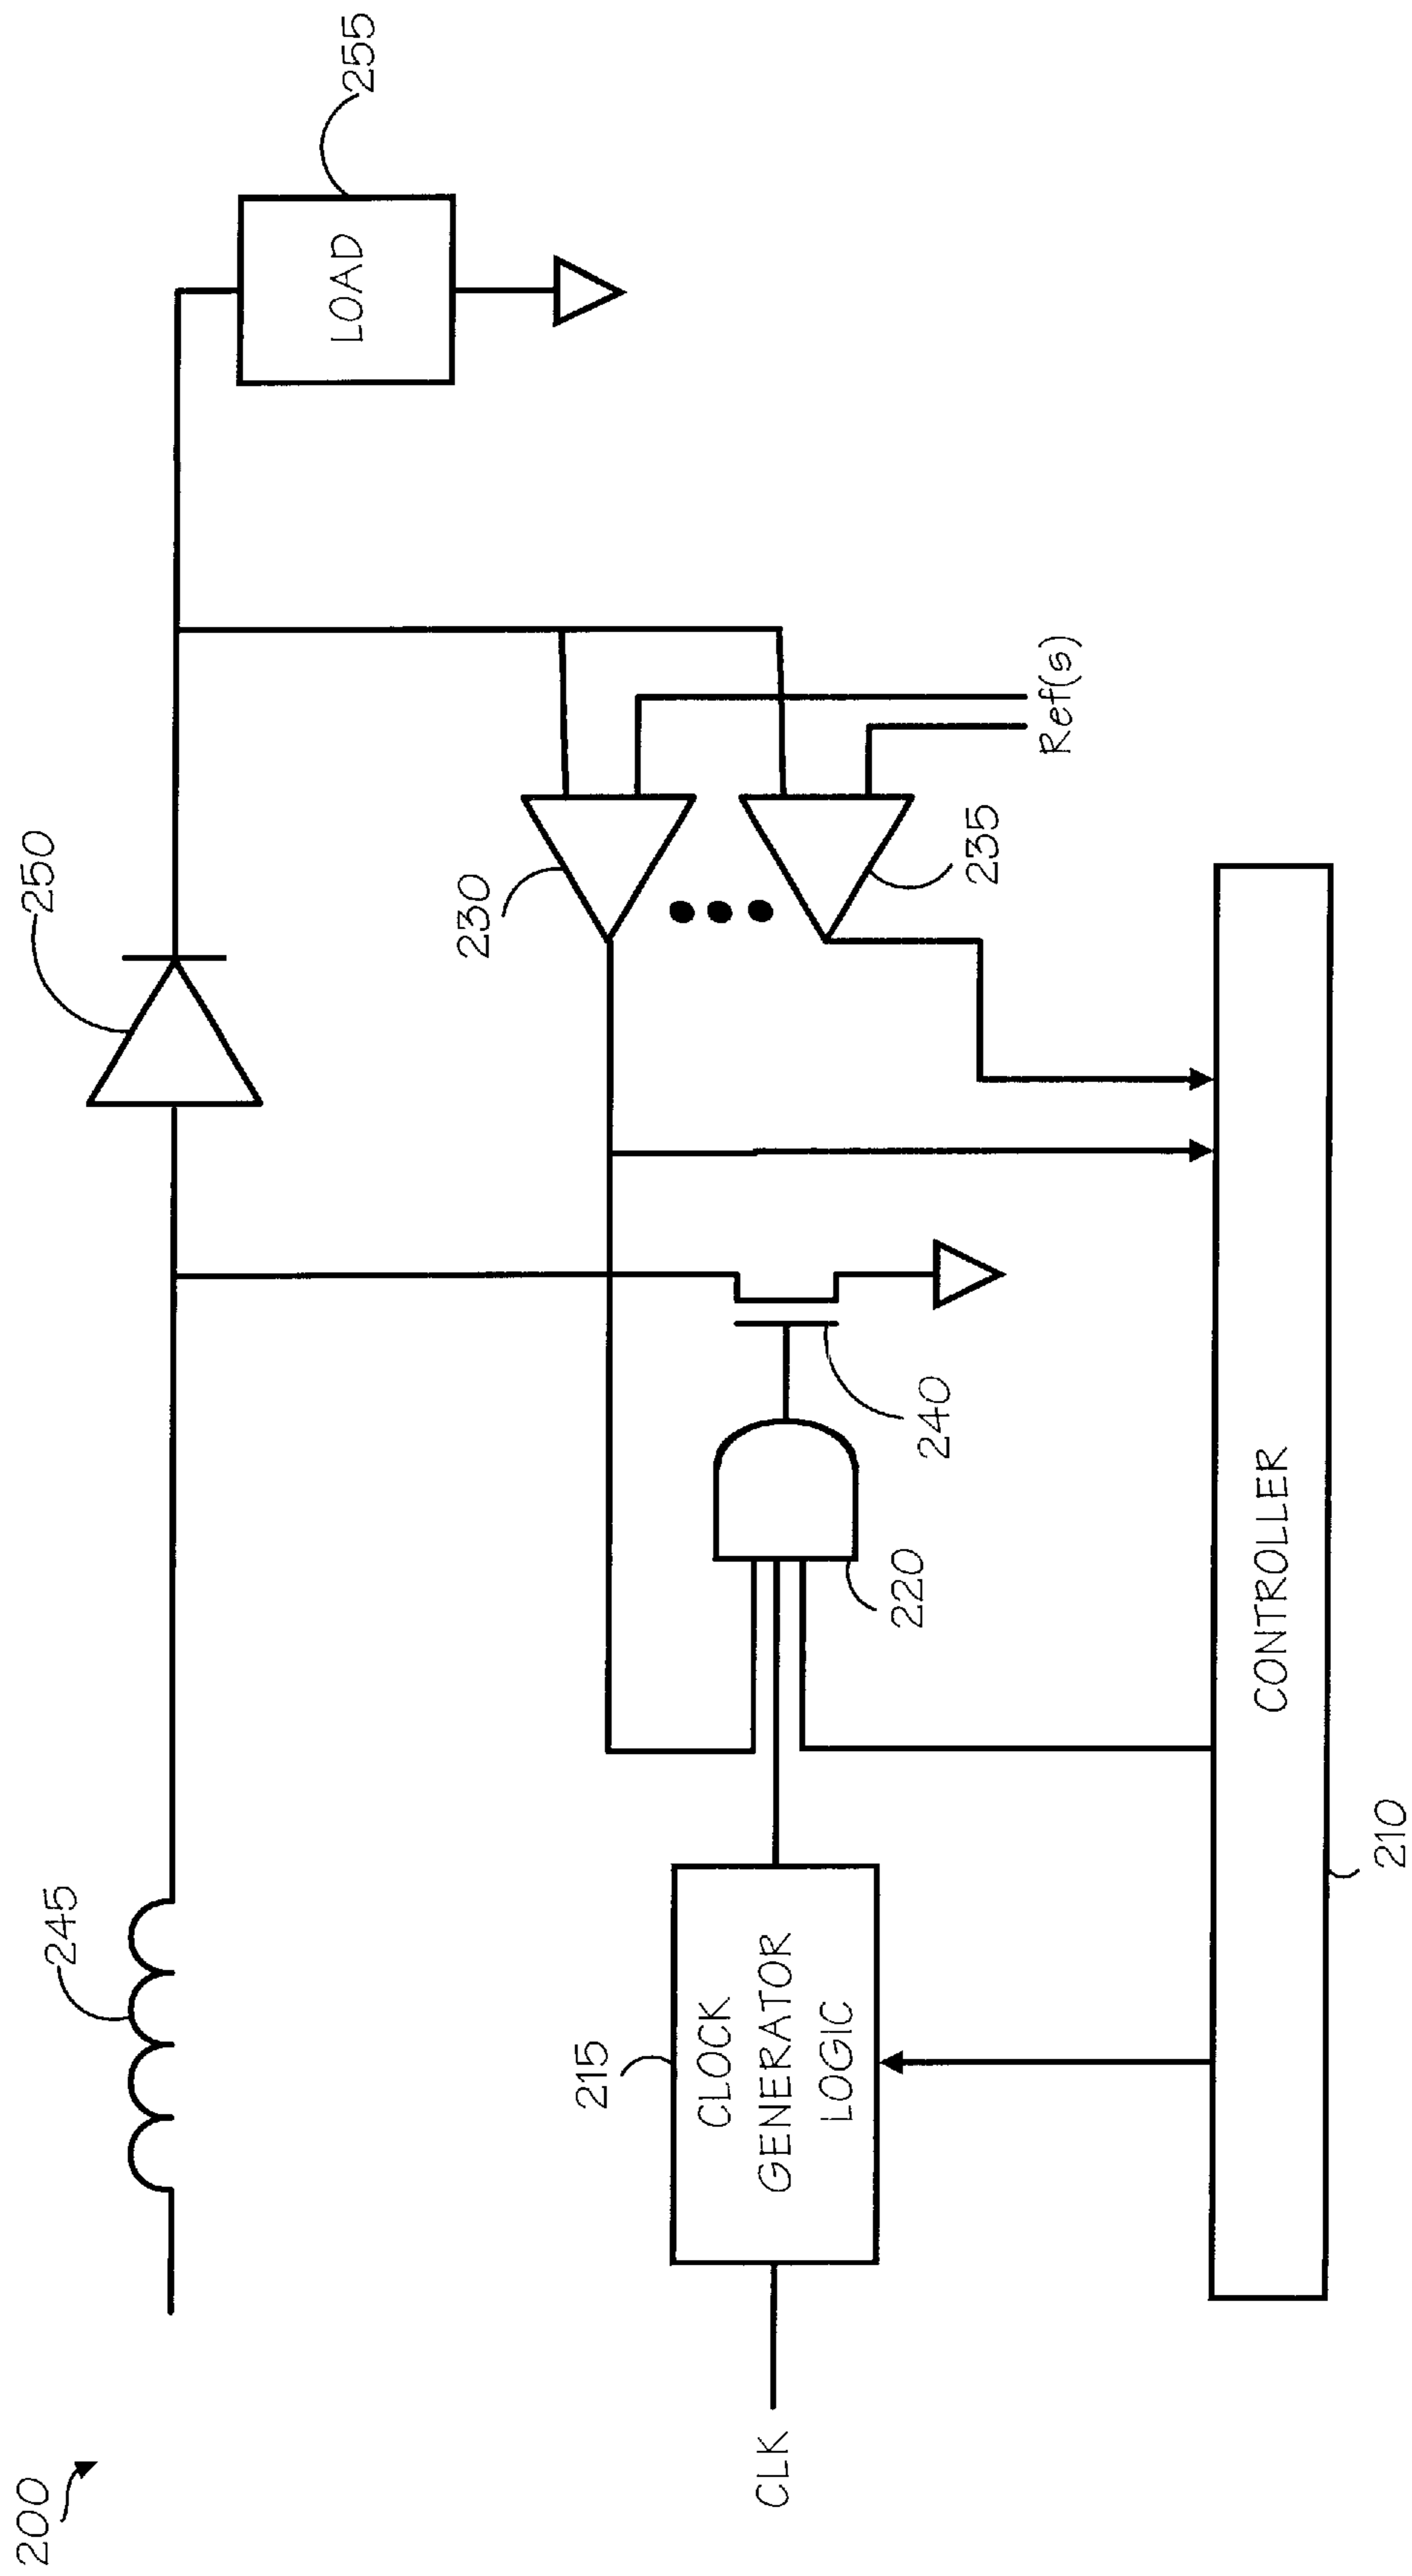 200
245
250
255
LOAD
230
235
Ref(s)
240
220
215
CLOCK
GENERATOR
LOGIC
CLK
CONTROLLER
210